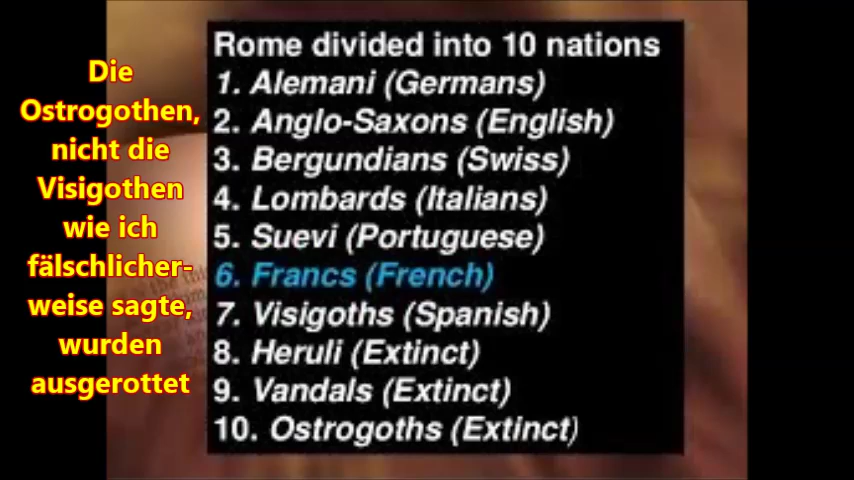 Die
Ostrogothen,
nicht die
Visigothen
wie ich
fälschlicher-
weise sagte,
wurden
ausgerottet
Rome divided into 10 nations
1. Alemani (Germans)
2. Anglo-Saxons (English)
3. Bergundians (Swiss)
4. Lombards (Italians)
5. Suevi (Portuguese)
6. Francs (French)
7. Visigoths (Spanish)
8. Heruli (Extinct)
9. Vandals (Extinct)
10. Ostrogoths (Extinct)